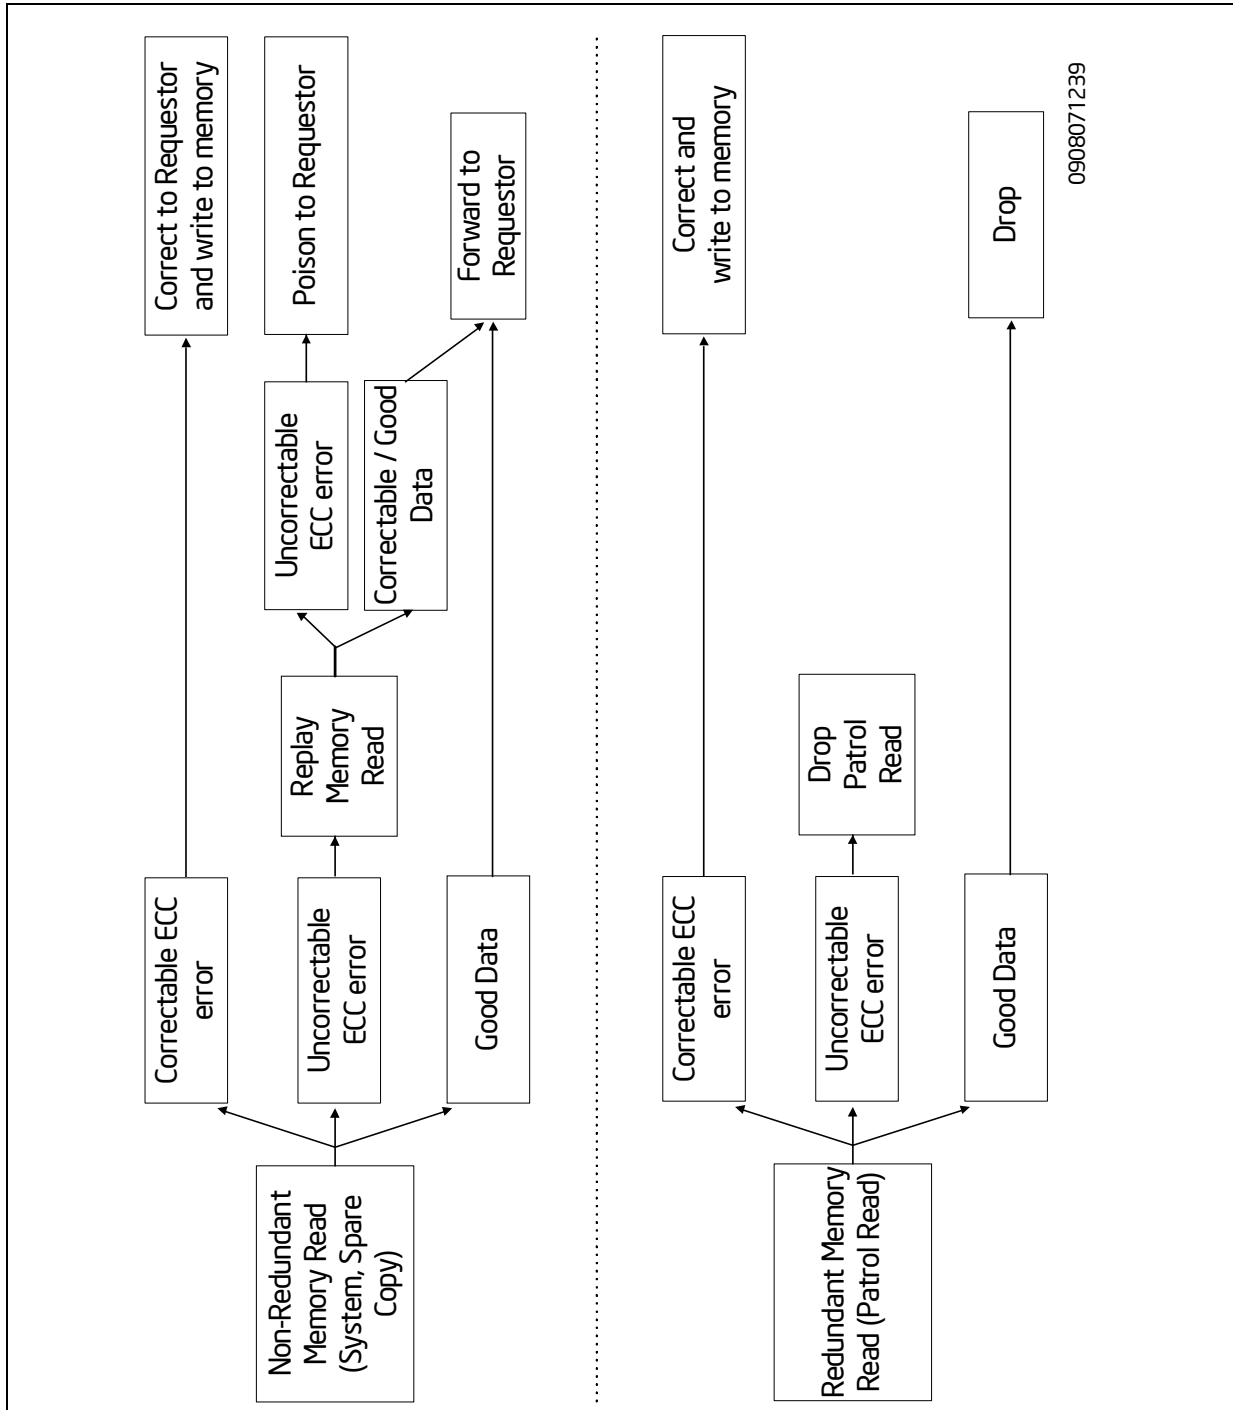 Non-Redundant
Memory Read
(System, Spare
Copy)
Correctable ECC
error
Uncorrectable
ECC error
Good Data
Replay
Memory
Read
Uncorrectable
ECC error
Correctable / Good
Data
Correct to Requestor
and write to memory
Poison to Requestor
Forward to
Requestor
Redundant Memory
Read (Patrol Read)
Correctable ECC
error
Uncorrectable
ECC error
Good Data
Drop
Patrol
Read
Correct and
write to memory
Drop
0908071239